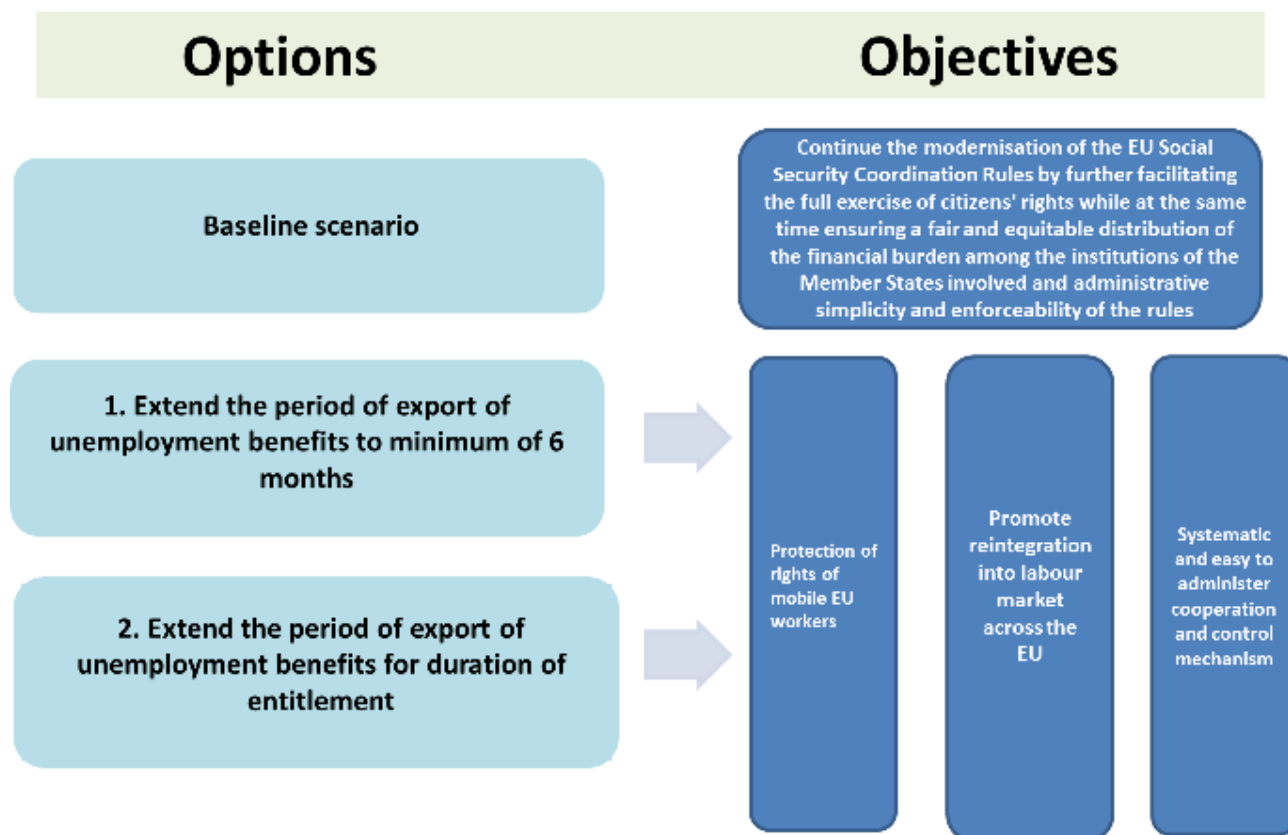 Options
Objectives
Baseline scenario
Continue the modernisation of the EU Social
Security Coordination Rules by further facilitating
the full exercise of citizens' rights while at the same
time ensuring a fair and equitable distribution of
the financial burden among the institutions of the
Member States involved and administrative
simplicity and enforceability of the rules
1. Extend the period of export of
unemployment benefits to minimum of 6
months
2. Extend the period of export of
unemployment benefits for duration of
entitlement
Protection of
rights of
mobile EU
workers
Promote
reintegration
into labour
market
across the
EU
Systematic
and easy to
administer
cooperation
and control
mechanism